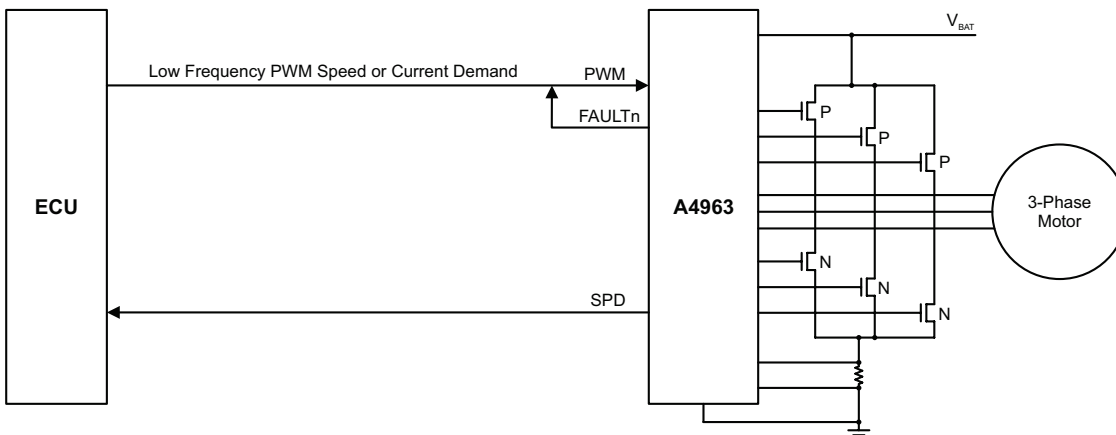 V_BAT
Low Frequency PWM Speed or Current Demand
PWM
FAULTn
P
P
P
ECU
A4963
3-Phase
Motor
N
N
N
SPD